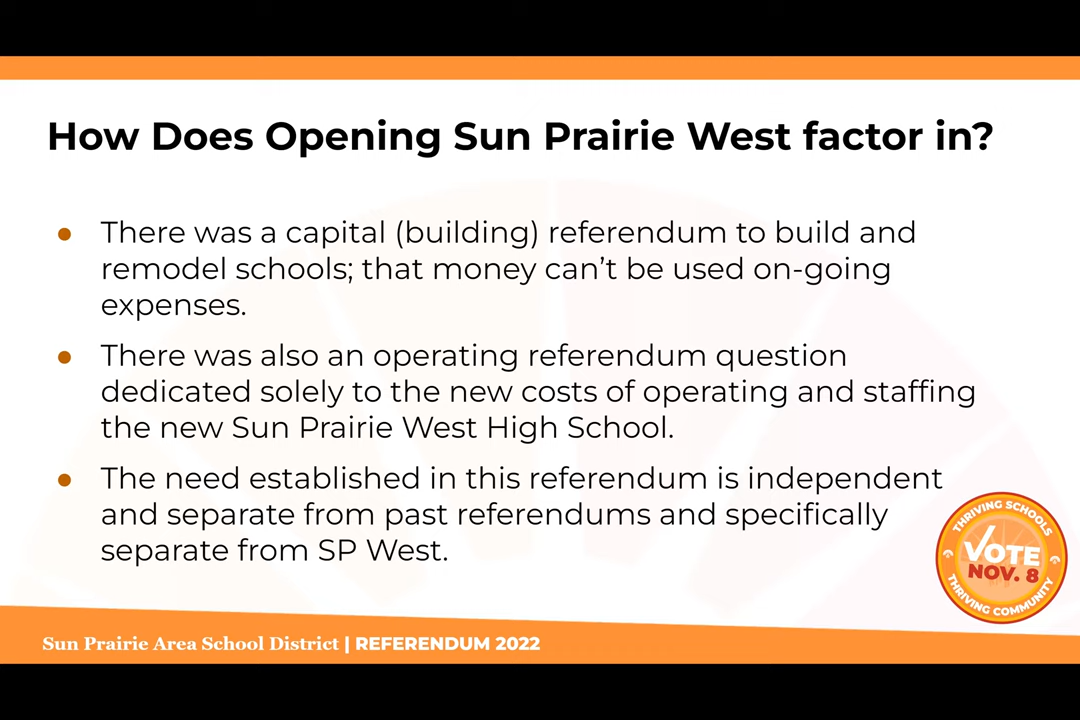 How Does Opening Sun Prairie West factor in?
● There was a capital (building) referendum to build and
remodel schools; that money can't be used on-going
expenses.
● There was also an operating referendum question
dedicated solely to the new costs of operating and staffing
the new Sun Prairie West High School.
● The need established in this referendum is independent
and separate from past referendums and specifically
separate from SP West.
THRIVING SCHOOLS
VOTE
NOV. 8
THRIVING COMMUNITY
Sun Prairie Area School District | REFERENDUM 2022